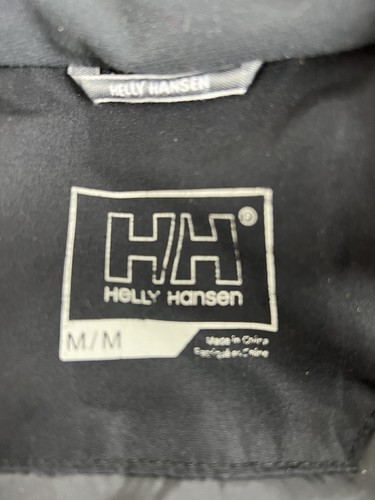 HELLY HANSEN
HH®
HELLY HANSEN
M/M
Made in China
Fabriqué en Chine